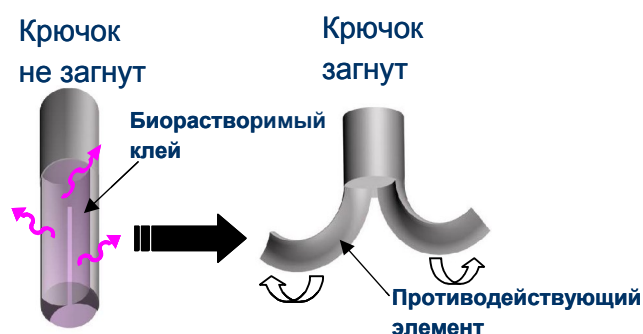 Крючок
не загнут
Крючок
загнут
Биорастворимый
клей
Противодействующий
элемент